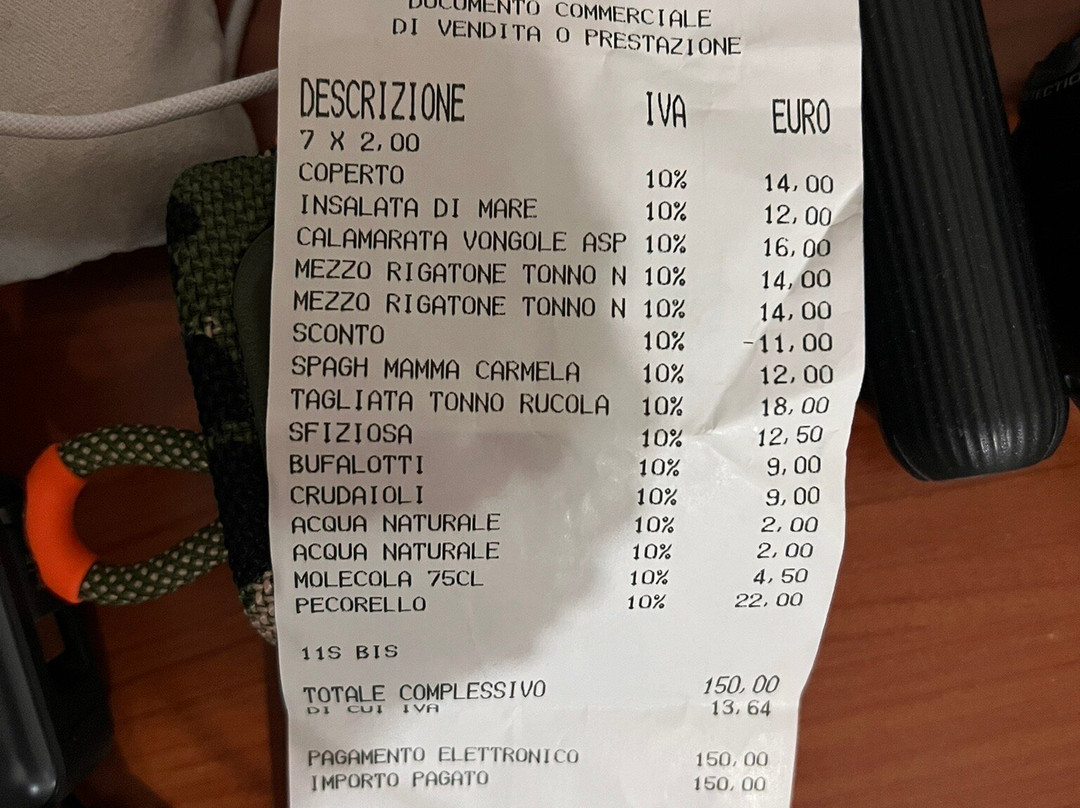 DOCUMENTO COMMERCIALE
DI VENDITA O PRESTAZIONE
DESCRIZIONE IVA EURO
7 X 2,00
COPERTO 10% 14,00
INSALATA DI MARE 10% 12,00
CALAMARATA VONGOLE ASP 10% 16,00
MEZZO RIGATONE TONNO N 10% 14,00
MEZZO RIGATONE TONNO N 10% 14,00
SCONTO 10% -11,00
SPAGH MAMMA CARMELA 10% 12,00
TAGLIATA TONNO RUCOLA 10% 18,00
SFIZIOSA 10% 12,50
BUFALOTTI 10% 9,00
CRUDAIOLI 10% 9,00
ACQUA NATURALE 10% 2,00
ACQUA NATURALE 10% 2,00
MOLECOLA 75CL 10% 4,50
PECORELLO 10% 22,00
11S BIS
TOTALE COMPLESSIVO 150,00
DI CUI IVA 13,64
PAGAMENTO ELETTRONICO 150,00
IMPORTO PAGATO 150,00